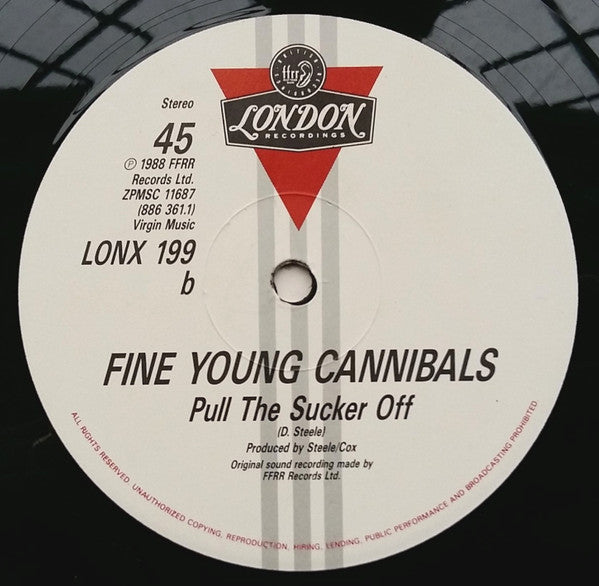 ffrr
LONDON
RECORDINGS
Stereo
45
℗ 1988 FFRR
Records Ltd.
ZPMSC 11687
(886 361.1)
Virgin Music
LONX 199
b
FINE YOUNG CANNIBALS
Pull The Sucker Off
(D. Steele)
Produced by Steele/Cox
Original sound recording made by
FFRR Records Ltd.
ALL RIGHTS RESERVED. UNAUTHORIZED COPYING, REPRODUCTION, HIRING, LENDING, PUBLIC PERFORMANCE AND BROADCASTING PROHIBITED.